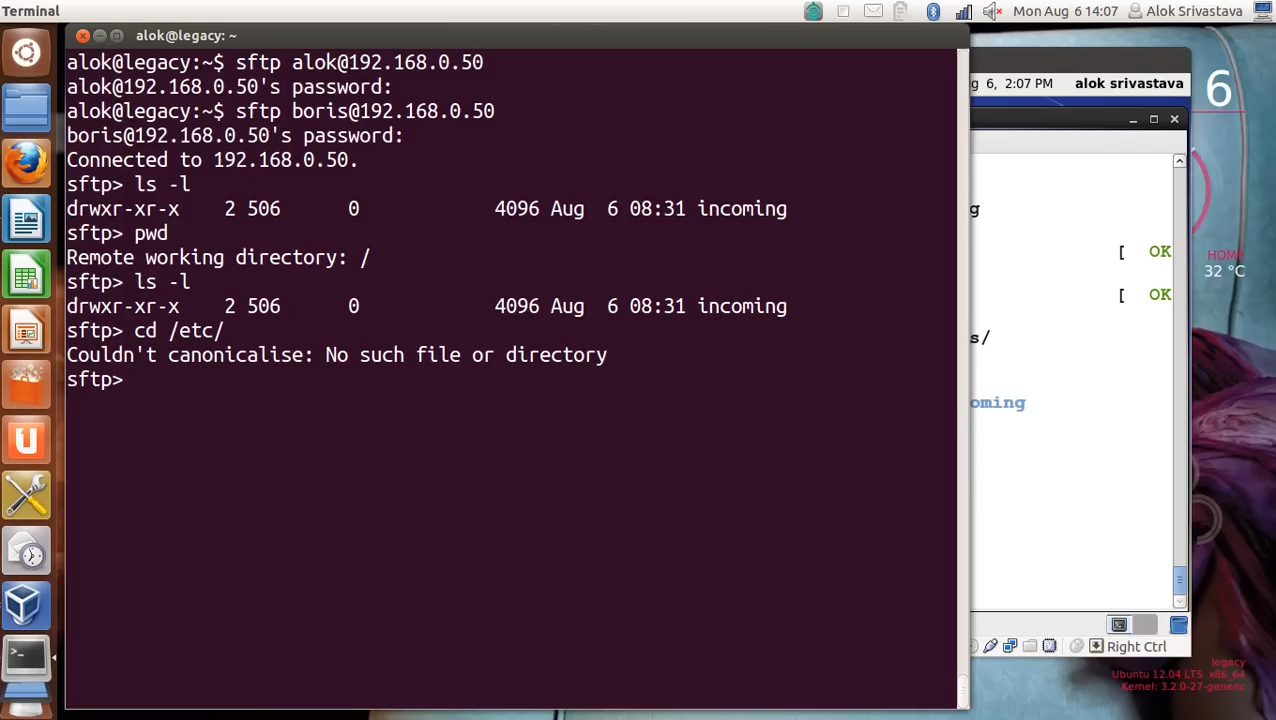 Terminal
Mon Aug 6 14:07 Alok Srivastava
alok@legacy: ~
alok@legacy:~$ sftp alok@192.168.0.50
alok@192.168.0.50's password:
alok@legacy:~$ sftp boris@192.168.0.50
boris@192.168.0.50's password:
Connected to 192.168.0.50.
sftp> ls -l
drwxr-xr-x 2 506 0 4096 Aug 6 08:31 incoming
sftp> pwd
Remote working directory: /
sftp> ls -l
drwxr-xr-x 2 506 0 4096 Aug 6 08:31 incoming
sftp> cd /etc/
Couldn't canonicalise: No such file or directory
sftp>
g 6, 2:07 PM alok srivastava
g
[ OK
[ OK
s/
oming
Right Ctrl
6
HOME
32 °C
legacy
Ubuntu 12.04 LTS x86_64
Kernel: 3.2.0-27-generic